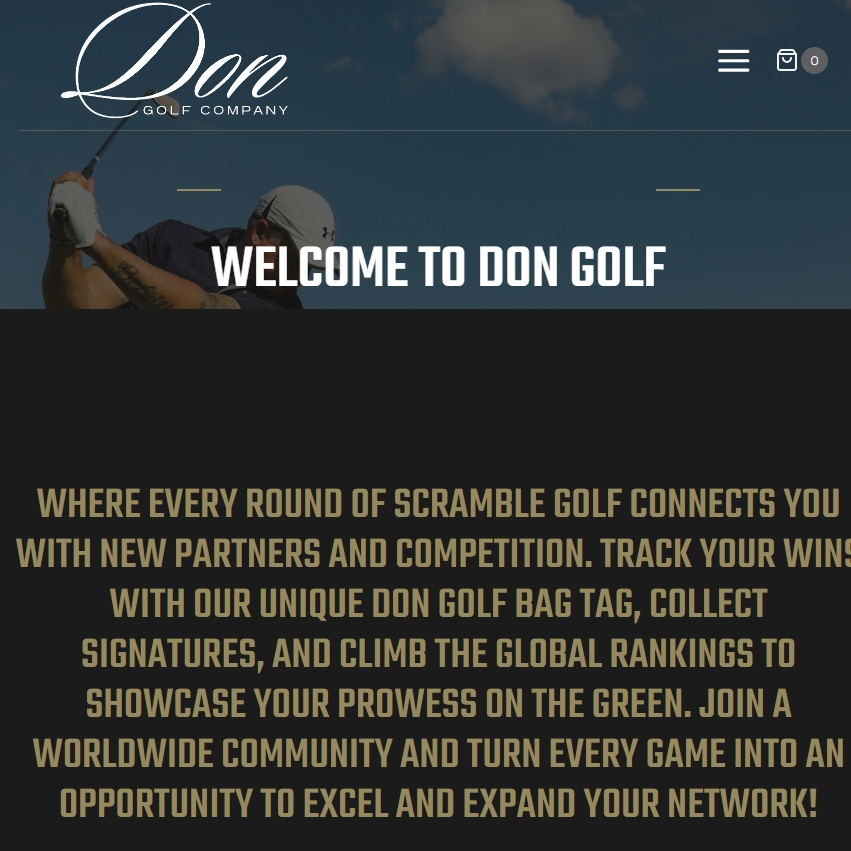 Don
GOLF COMPANY
0
WELCOME TO DON GOLF
WHERE EVERY ROUND OF SCRAMBLE GOLF CONNECTS YOU
WITH NEW PARTNERS AND COMPETITION. TRACK YOUR WINS
WITH OUR UNIQUE DON GOLF BAG TAG, COLLECT
SIGNATURES, AND CLIMB THE GLOBAL RANKINGS TO
SHOWCASE YOUR PROWESS ON THE GREEN. JOIN A
WORLDWIDE COMMUNITY AND TURN EVERY GAME INTO AN
OPPORTUNITY TO EXCEL AND EXPAND YOUR NETWORK!